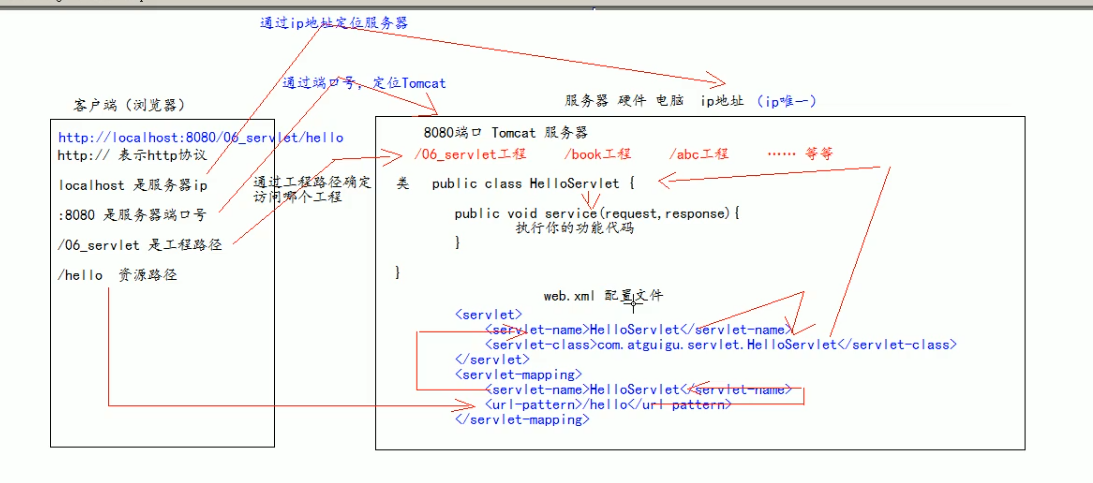 通过ip地址定位服务器
通过端口号，定位Tomcat
客户端（浏览器）
服务器 硬件 电脑 ip地址 （ip唯一）
http://localhost:8080/06_servlet/hello
http:// 表示http协议
localhost 是服务器ip
:8080 是服务器端口号
/06_servlet 是工程路径
/hello 资源路径
通过工程路径确定
访问哪个工程
8080端口 Tomcat 服务器
/06_servlet工程 /book工程 /abc工程 …… 等等
类 public class HelloServlet {
public void service(request,response){
执行你的功能代码
}
}
web.xml 配置文件
<servlet>
<servlet-name>HelloServlet</servlet-name>
<servlet-class>com.atguigu.servlet.HelloServlet</servlet-class>
</servlet>
<servlet-mapping>
<servlet-name>HelloServlet</servlet-name>
<url-pattern>/hello</url-pattern>
</servlet-mapping>